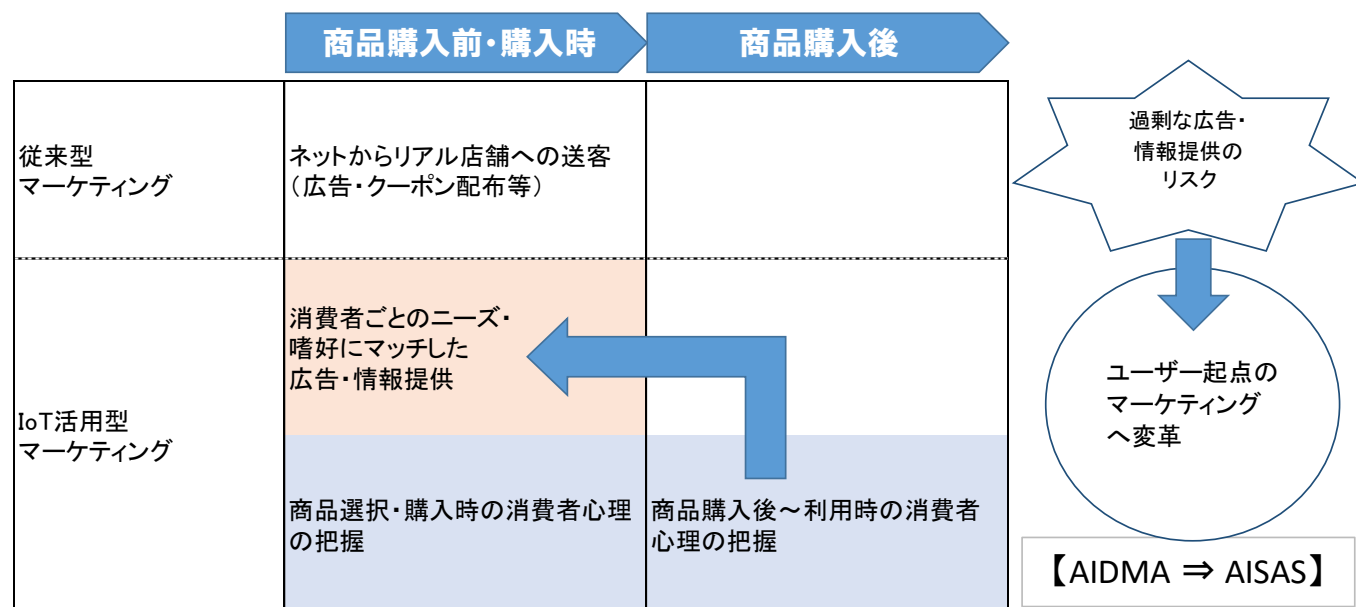 商品購入前・購入時
商品購入後
従来型
マーケティング
ネットからリアル店舗への送客
（広告・クーポン配布等）
過剰な広告・
情報提供の
リスク
IoT活用型
マーケティング
消費者ごとのニーズ・
嗜好にマッチした
広告・情報提供
商品選択・購入時の消費者心理
の把握
商品購入後～利用時の消費者
心理の把握
ユーザー起点の
マーケティング
へ変革
【AIDMA ⇒ AISAS】